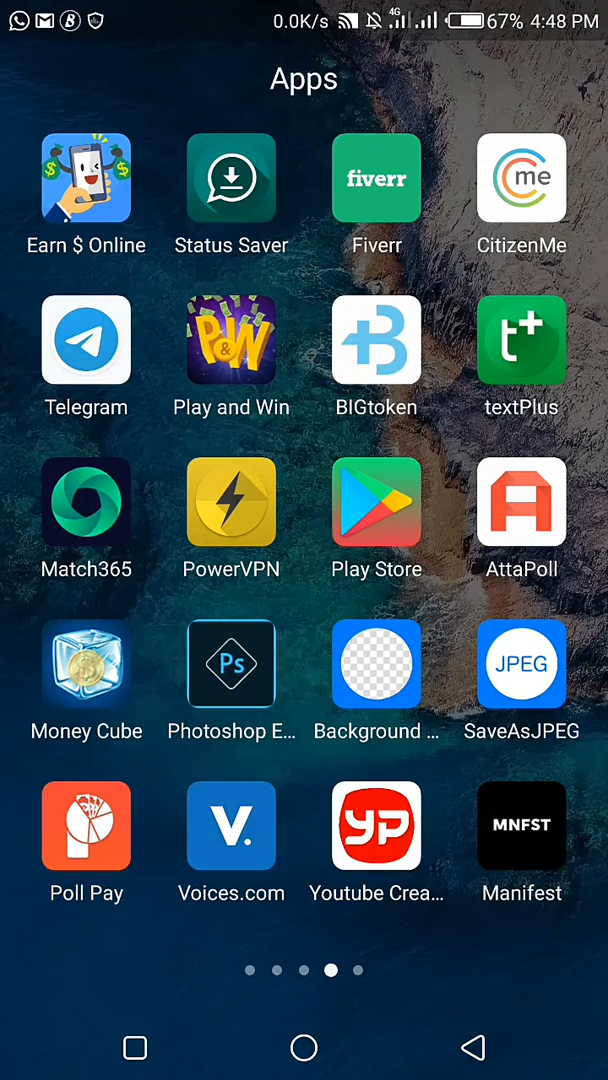 0.0K/s 4G 67% 4:48 PM
Apps
fiverr me
Earn $ Online Status Saver Fiverr CitizenMe
P&W B t+
Telegram Play and Win BIGtoken textPlus
Match365 PowerVPN Play Store AttaPoll
Ps JPEG
Money Cube Photoshop E... Background ... SaveAsJPEG
V. YP MNFST
Poll Pay Voices.com Youtube Crea... Manifest